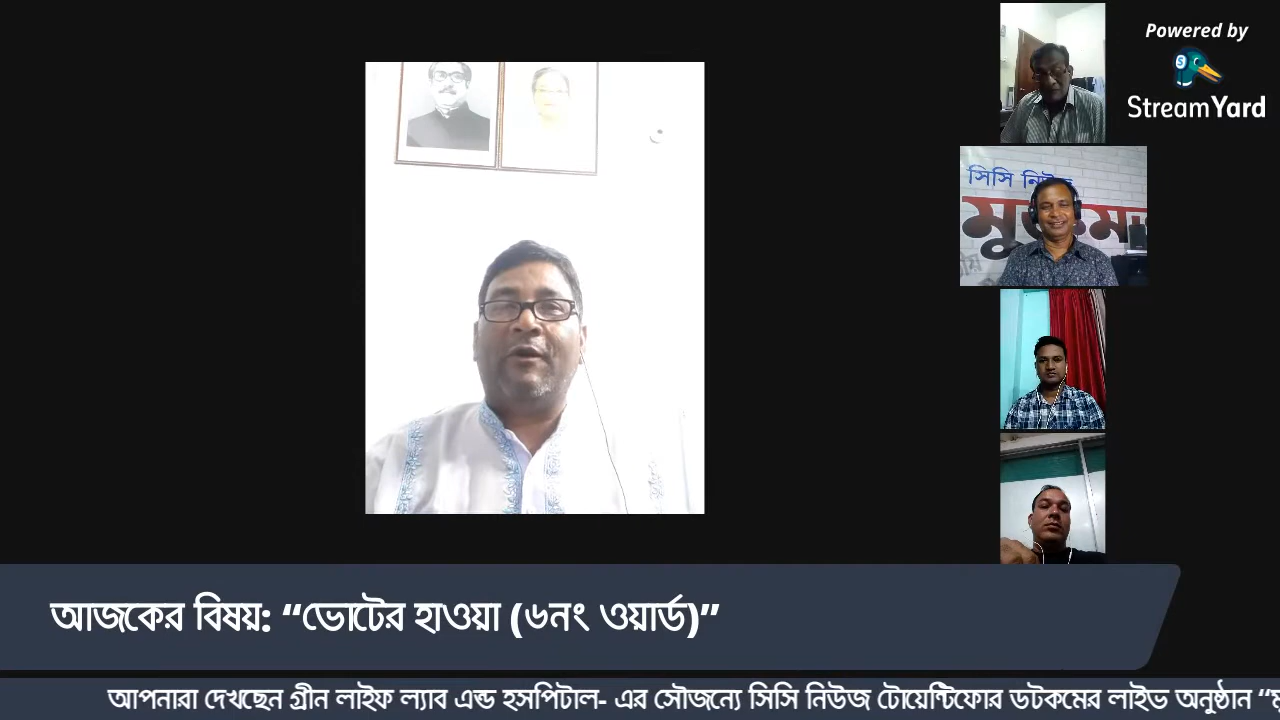 Powered by
StreamYard
সিসি নিউজ
আজকের বিষয়: “ভোটের হাওয়া (৬নং ওয়ার্ড)”
আপনারা দেখছেন গ্রীন লাইফ ল্যাব এন্ড হসপিটাল- এর সৌজন্যে সিসি নিউজ টোয়েন্টিফোর ডটকমের লাইভ অনুষ্ঠান